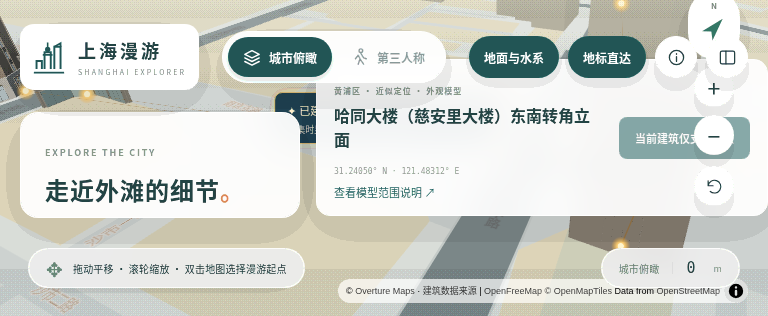 上海漫游
SHANGHAI EXPLORER
城市俯瞰
第三人称
地面与水系
地标直达
N
✦ 已建
黄浦区 · 近似定位 · 外观模型
哈同大楼（慈安里大楼）东南转角立
面
31.24050° N · 121.48312° E
查看模型范围说明 ↗
当前建筑仅支
EXPLORE THE CITY
走近外滩的细节。
拖动平移 · 滚轮缩放 · 双击地图选择漫游起点
城市俯瞰
0 m
© Overture Maps · 建筑数据来源 | OpenFreeMap © OpenMapTiles Data from OpenStreetMap